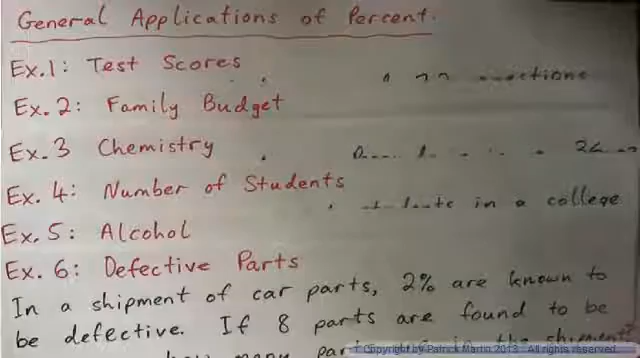 General Applications of Percent.
Ex.1: Test Scores
Ex.2: Family Budget
Ex.3 Chemistry
Ex. 4: Number of Students
in a college
Ex.5: Alcohol
Ex. 6: Defective Parts
In a shipment of car parts, 2% are known to
be defective. If 8 parts are found to be
many
© Copyright by Patrick Martin 2013 All rights reserved